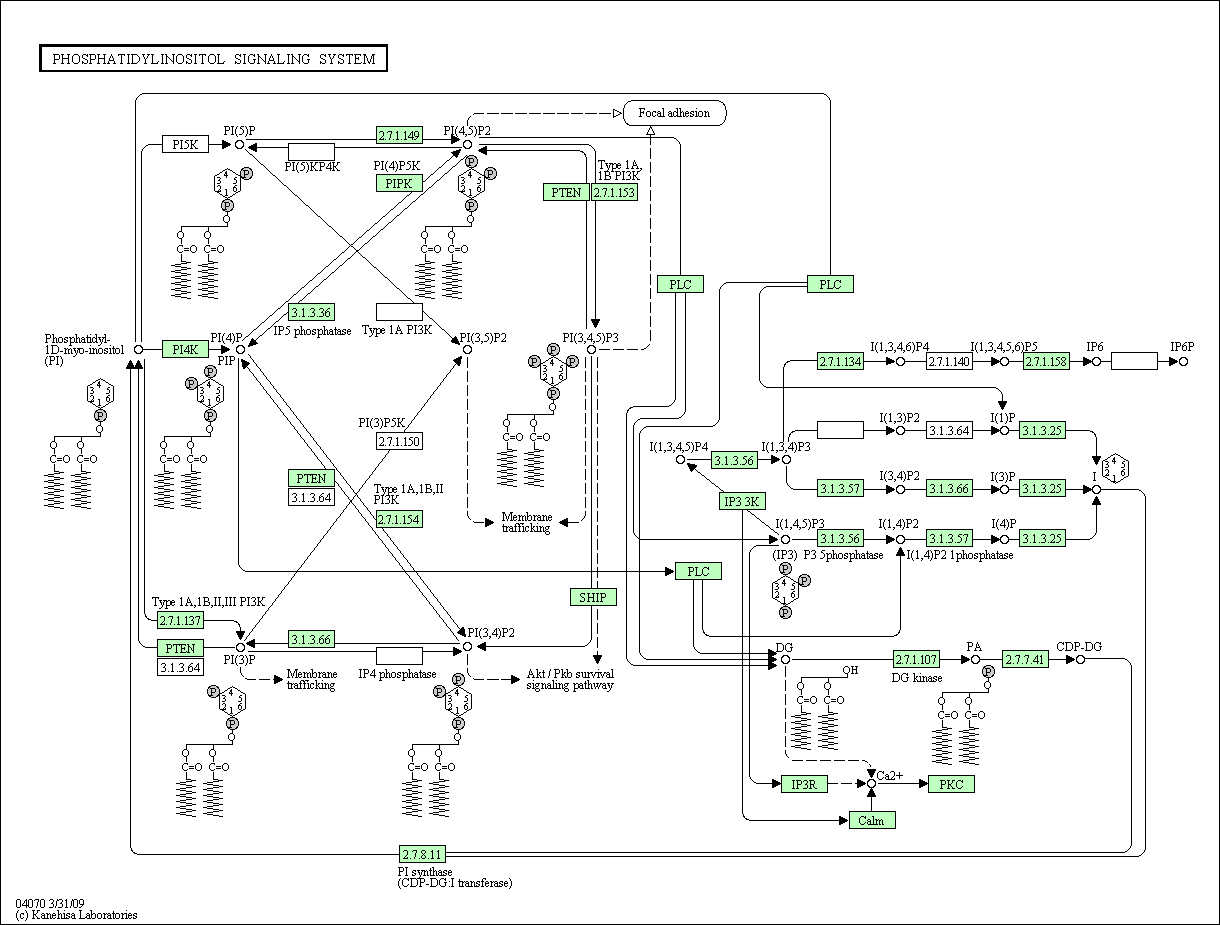 PHOSPHATIDYLINOSITOL SIGNALING SYSTEM
Focal adhesion
PI(5)P
2.7.1.149
PI(4,5)P2
PI5K
PI(5)KP4K
PI(4)P5K
PIPK
Type 1A,
1B PI3K
PTEN
2.7.1.153
PLC
PLC
3.1.3.36
IP5 phosphatase
Type 1A PI3K
Phosphatidyl-
1D-myo-inositol
(PI)
PI4K
PI(4)P
PIP
PI(3,5)P2
PI(3,4,5)P3
2.7.1.134
I(1,3,4,6)P4
2.7.1.140
I(1,3,4,5,6)P5
2.7.1.158
IP6
IP6P
PI(3)P5K
2.7.1.150
I(1,3)P2
3.1.3.64
I(1)P
3.1.3.25
I(1,3,4,5)P4
3.1.3.56
I(1,3,4)P3
PTEN
3.1.3.64
Type 1A,1B,II
PI3K
2.7.1.154
Membrane
trafficking
IP3 3K
3.1.3.57
I(3,4)P2
3.1.3.66
I(3)P
3.1.3.25
I
I(1,4,5)P3
(IP3)
3.1.3.56
P3 5phosphatase
I(1,4)P2
3.1.3.57
I(1,4)P2 1phosphatase
I(4)P
3.1.3.25
PLC
SHIP
Type 1A,1B,II,III PI3K
2.7.1.137
PTEN
3.1.3.64
PI(3)P
3.1.3.66
IP4 phosphatase
PI(3,4)P2
Membrane
trafficking
Akt / Pkb survival
signaling pathway
DG
2.7.1.107
DG kinase
PA
2.7.7.41
CDP-DG
OH
IP3R
Ca2+
PKC
Calm
2.7.8.11
PI synthase
(CDP-DG:I transferase)
04070 3/31/09
(c) Kanehisa Laboratories